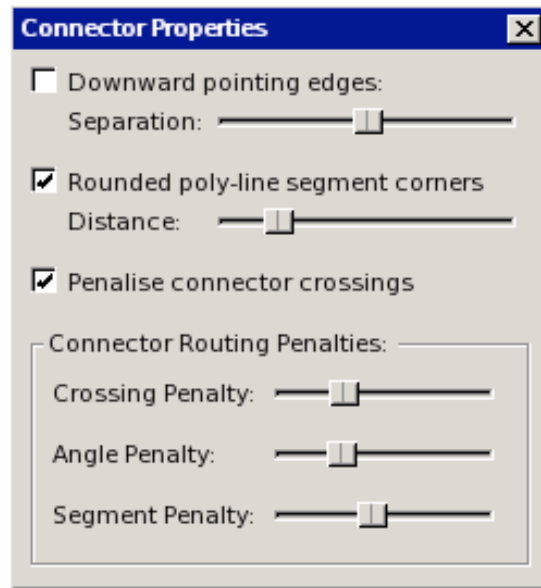 Connector Properties
Downward pointing edges:
Separation:
Rounded poly-line segment corners
Distance:
Penalise connector crossings
Connector Routing Penalties:
Crossing Penalty:
Angle Penalty:
Segment Penalty: